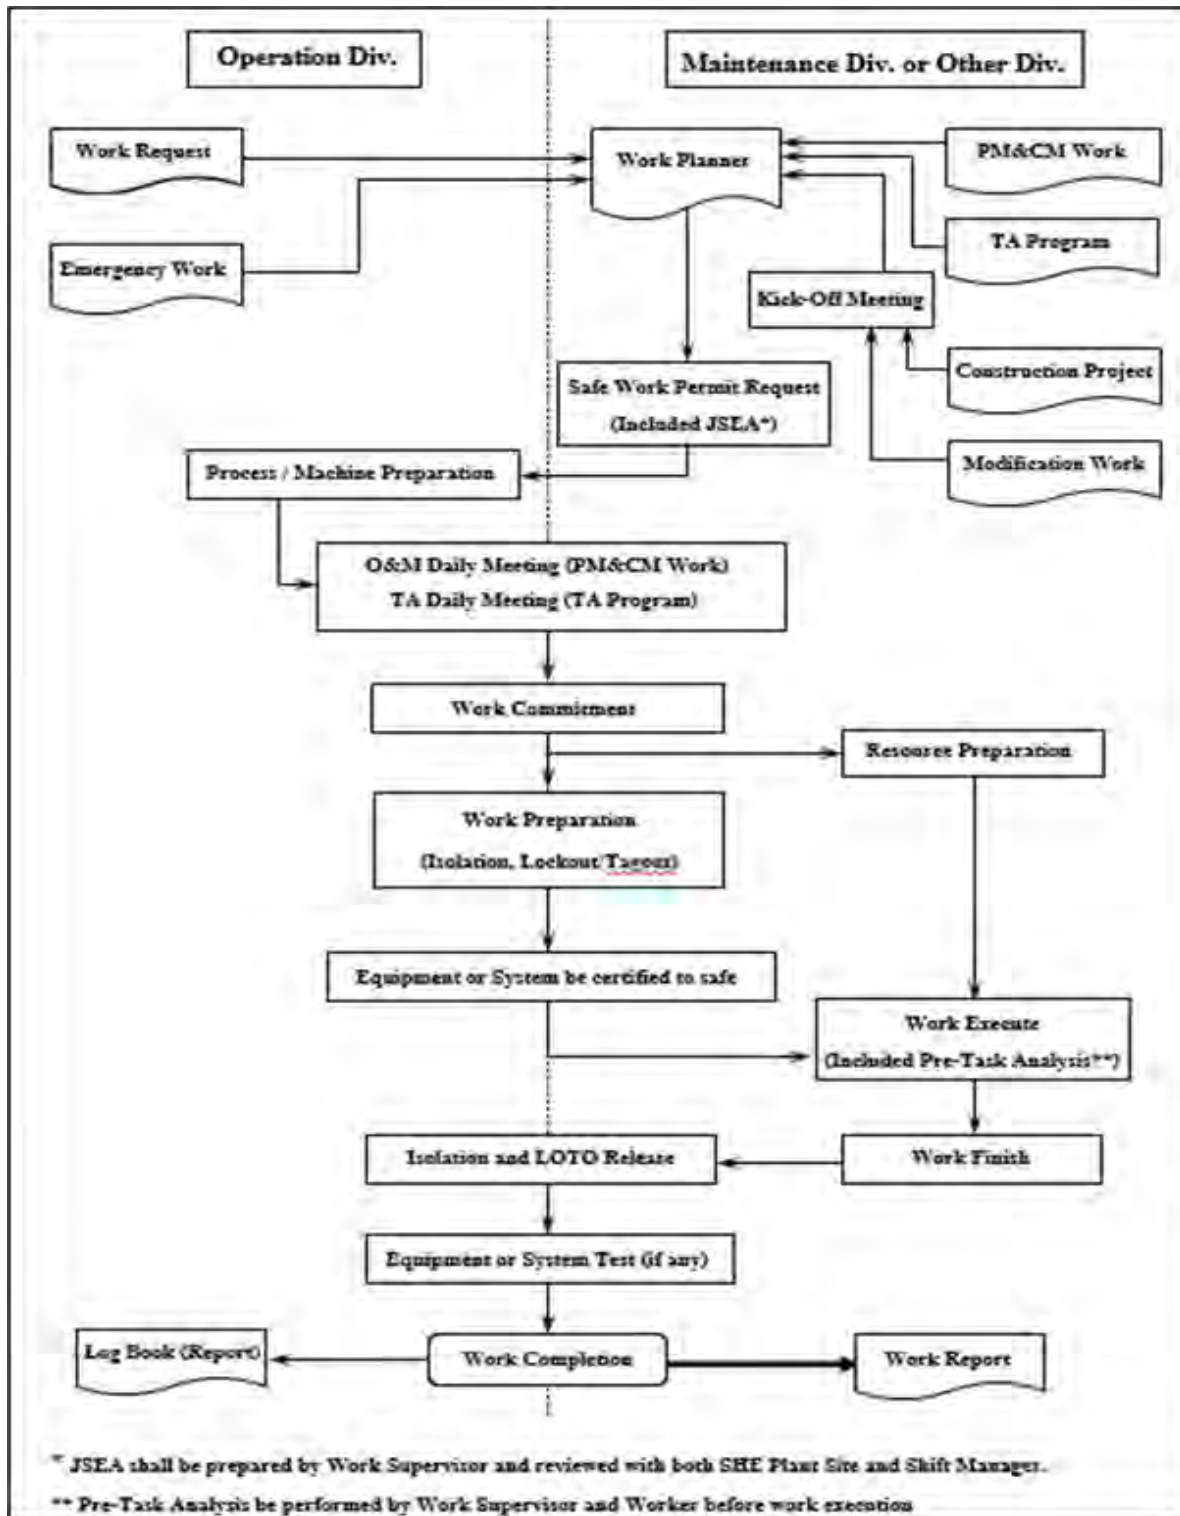 Operation Div.
Maintenance Div. or Other Div.
Work Request
Work Planner
PM&CM Work
Emergency Work
TA Program
Kick-Off Meeting
Construction Project
Safe Work Permit Request
(Included JSEA*)
Modification Work
Process / Machine Preparation
O&M Daily Meeting (PM&CM Work)
TA Daily Meeting (TA Program)
Work Commitment
Resource Preparation
Work Preparation
(Isolation, Lockout/Tagout)
Equipment or System be certified to safe
Work Execute
(Included Pre-Task Analysis**)
Isolation and LOTO Release
Work Finish
Equipment or System Test (if any)
Log Book (Report)
Work Completion
Work Report
* JSEA shall be prepared by Work Supervisor and reviewed with both SHE Plant Site and Shift Manager.
** Pre-Task Analysis be performed by Work Supervisor and Worker before work execution